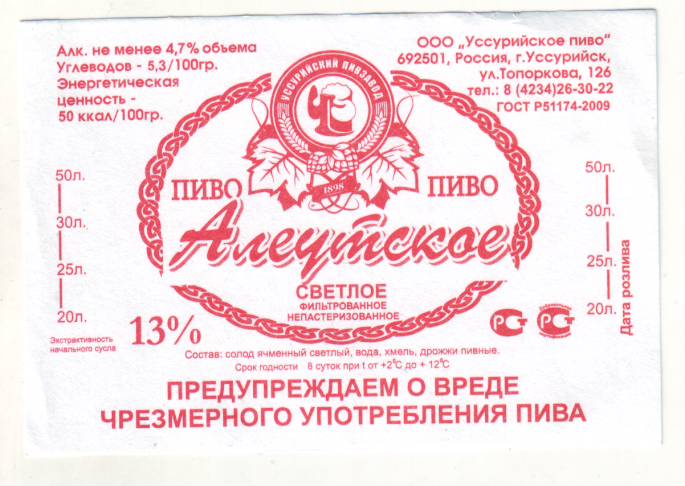 Алк. не менее 4,7% объема
Углеводов - 5,3/100гр.
Энергетическая
ценность -
50 ккал/100гр.
УССУРИЙСКИЙ ПИВЗАВОД
1898
ООО „Уссурийское пиво“
692501, Россия, г.Уссурийск,
ул.Топоркова, 126
тел.: 8 (4234)26-30-22
ГОСТ Р51174-2009
50л.
30л.
25л.
20л.
ПИВО ПИВО
Алеутское
СВЕТЛОЕ
ФИЛЬТРОВАННОЕ
НЕПАСТЕРИЗОВАННОЕ
50л.
30л.
25л.
20л.
Дата розлива
Экстрактивность
начального сусла
13%
РСТ РСТ
Состав: солод ячменный светлый, вода, хмель, дрожжи пивные.
Срок годности 8 суток при t от +2°С до + 12°С
ПРЕДУПРЕЖДАЕМ О ВРЕДЕ
ЧРЕЗМЕРНОГО УПОТРЕБЛЕНИЯ ПИВА